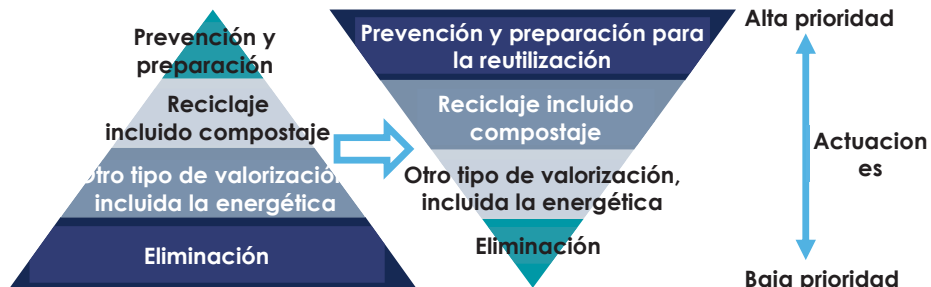 Prevención y
preparación
Reciclaje
incluido compostaje
Otro tipo de valorización,
incluida la energética
Eliminación
Prevención y preparación para
la reutilización
Reciclaje incluido
compostaje
Otro tipo de valorización,
incluida la energética
Eliminación
Alta prioridad
Actuacion
es
Baja prioridad